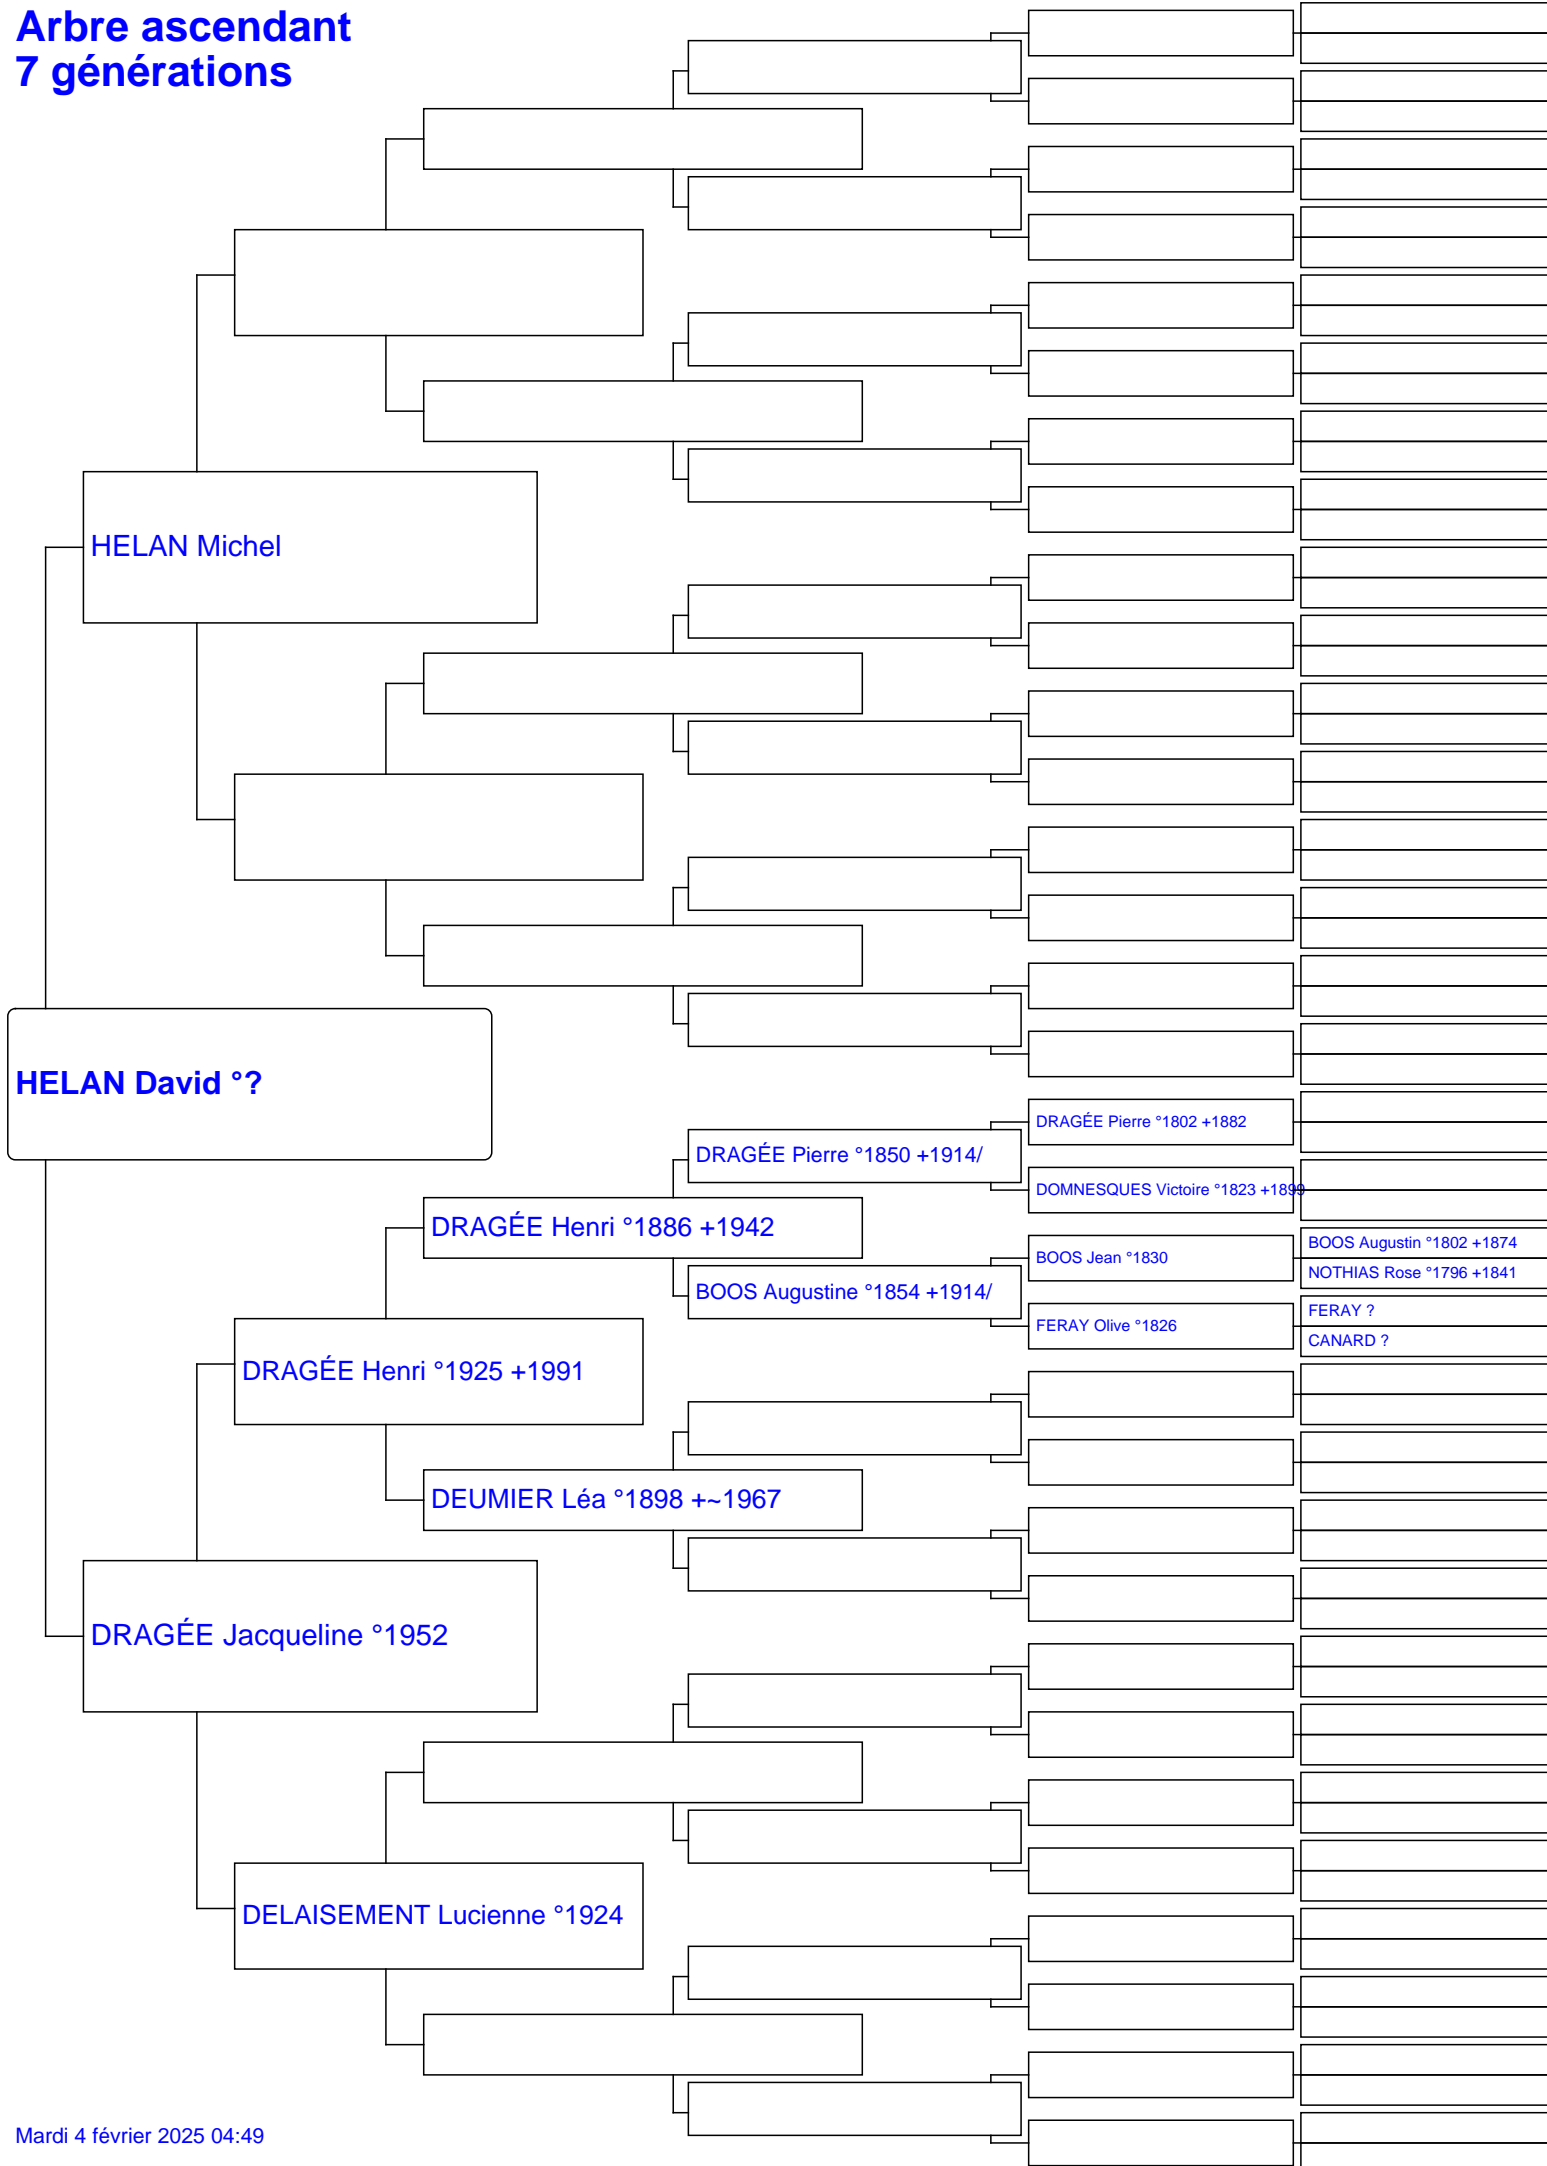 Arbre ascendant
7 générations
HELAN Michel
HELAN David °?
DRAGÉE Pierre °1802 +1882
DRAGÉE Pierre °1850 +1914/
DOMNESQUES Victoire °1823 +1899
DRAGÉE Henri °1886 +1942
BOOS Augustin °1802 +1874
BOOS Jean °1830
NOTHIAS Rose °1796 +1841
BOOS Augustine °1854 +1914/
FERAY ?
FERAY Olive °1826
CANARD ?
DRAGÉE Henri °1925 +1991
DEUMIER Léa °1898 +~1967
DRAGÉE Jacqueline °1952
DELAISEMENT Lucienne °1924
Mardi 4 février 2025 04:49